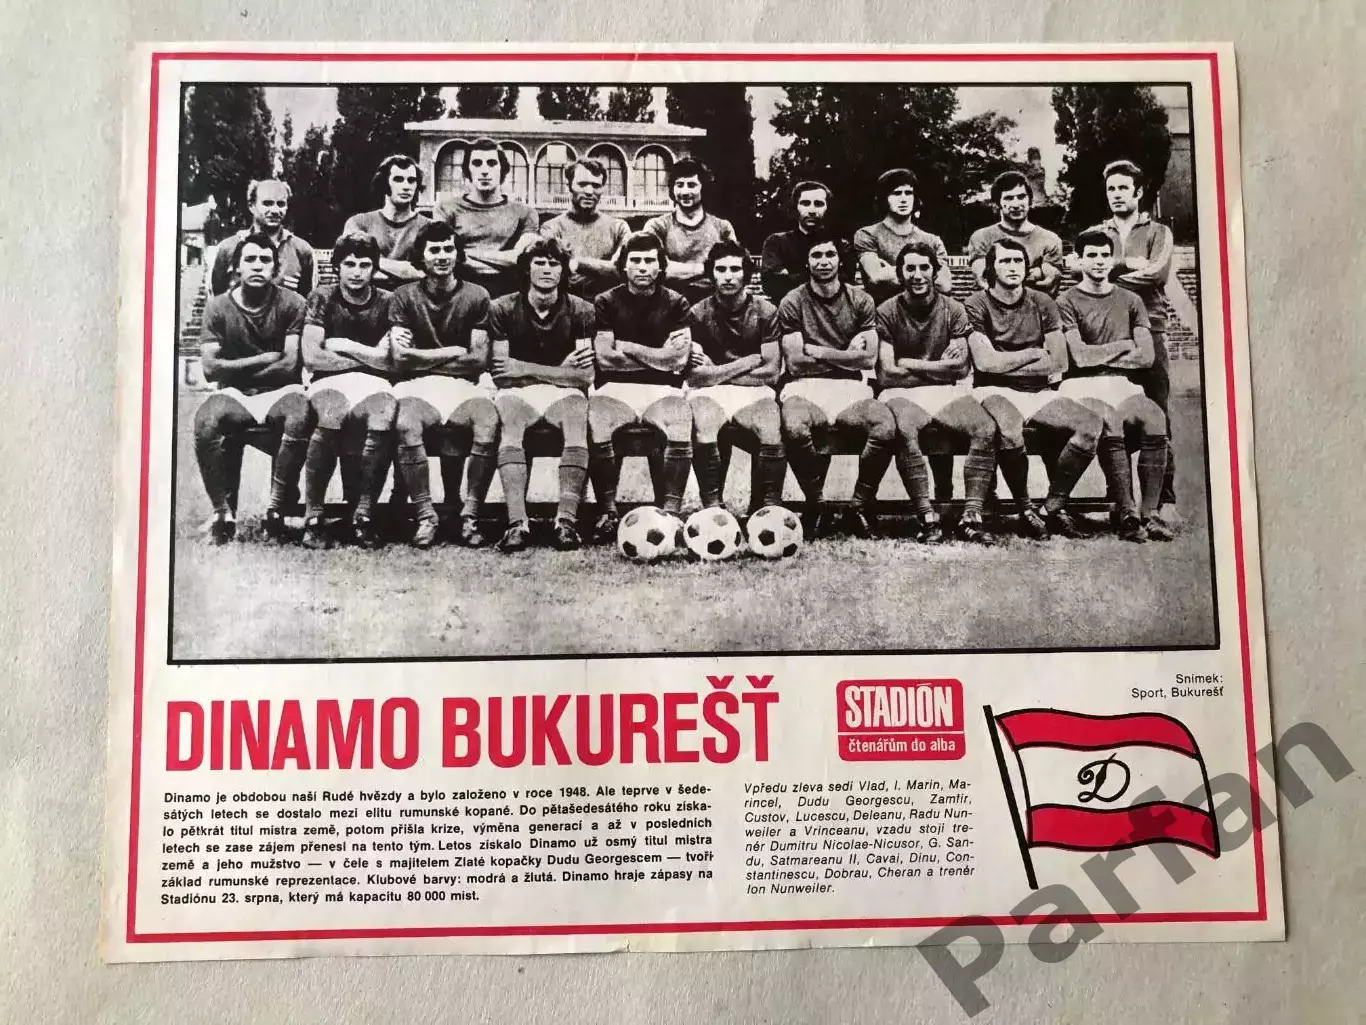 Snímek:
Sport, Bukurešť
DINAMO BUKUREŠŤ
STADIÓN
čtenářům do alba
D
Dinamo je obdobou naší Rudé hvězdy a bylo založeno v roce 1948. Ale teprve v šede-
sátých letech se dostalo mezi elitu rumunské kopané. Do pětašedesátého roku získa-
lo pětkrát titul mistra země, potom přišla krize, výměna generací a až v posledních
letech se zase zájem přenesl na tento tým. Letos získalo Dinamo už osmý titul mistra
země a jeho mužstvo — v čele s majitelem Zlaté kopačky Dudu Georgescem — tvoří
základ rumunské reprezentace. Klubové barvy: modrá a žlutá. Dinamo hraje zápasy na
Stadiónu 23. srpna, který má kapacitu 80 000 míst.
Vpředu zleva sedí Vlad, I. Marin, Ma-
rincel, Dudu Georgescu, Zamfir,
Custov, Lucescu, Deleanu, Radu Nun-
weiler a Vrinceanu, vzadu stojí tre-
nér Dumitru Nicolae-Nicusor, G. San-
du, Satmareanu II, Cavai, Dinu, Con-
stantinescu, Dobrau, Cheran a trenér
Ion Nunweiler.
Parfan